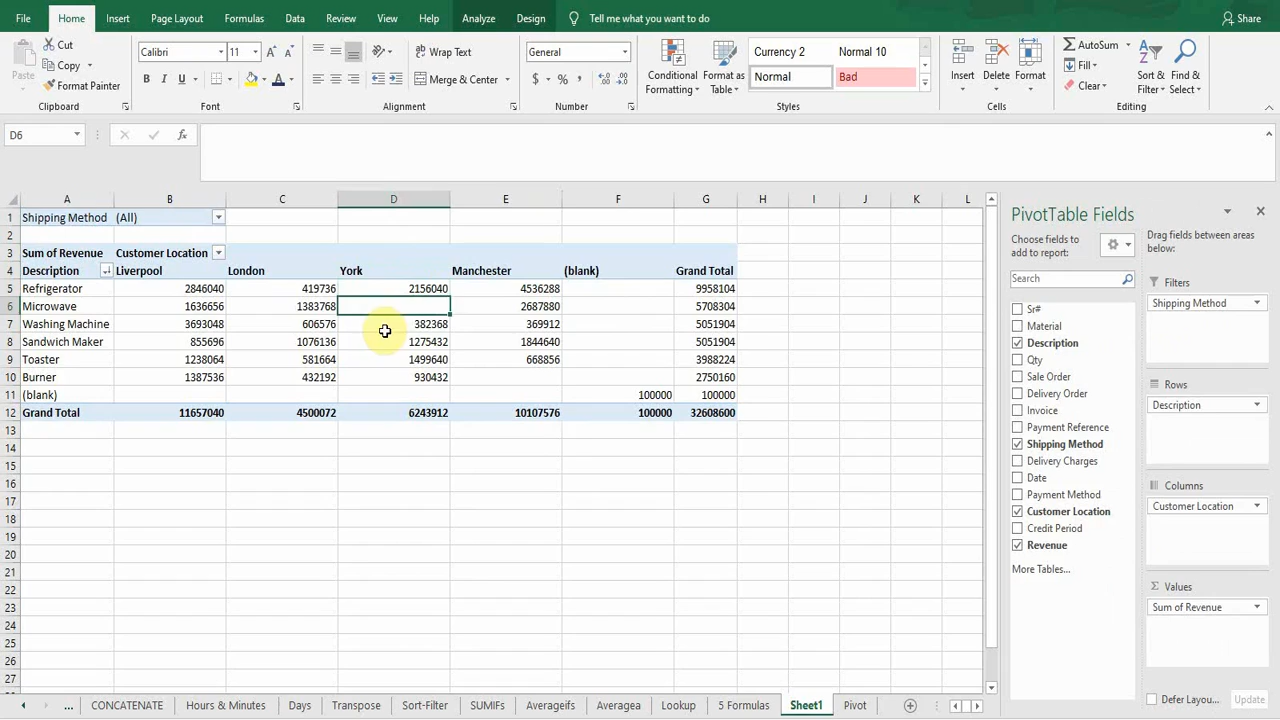 File Home Insert Page Layout Formulas Data Review View Help Analyze Design Tell me what you want to do Share
Cut Calibri 11 A A Wrap Text General Currency 2 Normal 10 AutoSum
Paste Copy Conditional Formatting Format as Table Normal Bad Insert Delete Format Fill Sort & Filter Find & Select
Format Painter B I U A Merge & Center $ % , Clear
Clipboard Font Alignment Number Styles Cells Editing
D6 fx
A B C D E F G H I J K L
1 Shipping Method (All)
2
3 Sum of Revenue Customer Location
4 Description Liverpool London York Manchester (blank) Grand Total
5 Refrigerator 2846040 419736 2156040 4536288 9958104
6 Microwave 1636656 1383768 2687880 5708304
7 Washing Machine 3693048 606576 382368 369912 5051904
8 Sandwich Maker 855696 1076136 1275432 1844640 5051904
9 Toaster 1238064 581664 1499640 668856 3988224
10 Burner 1387536 432192 930432 2750160
11 (blank) 100000 100000
12 Grand Total 11657040 4500072 6243912 10107576 100000 32608600
13
14
15
16
17
18
19
20
21
22
23
24
25
26
27
PivotTable Fields
Choose fields to add to report:
Search
Sr#
Material
Description
Qty
Sale Order
Delivery Order
Invoice
Payment Reference
Shipping Method
Delivery Charges
Date
Payment Method
Customer Location
Credit Period
Revenue
More Tables...
Drag fields between areas below:
Filters
Shipping Method
Rows
Description
Columns
Customer Location
Σ Values
Sum of Revenue
Defer Layou... Update
... CONCATENATE Hours & Minutes Days Transpose Sort-Filter SUMIFs Avgdgeifs Averagea Lookup 5 Formulas Sheet1 Pivot